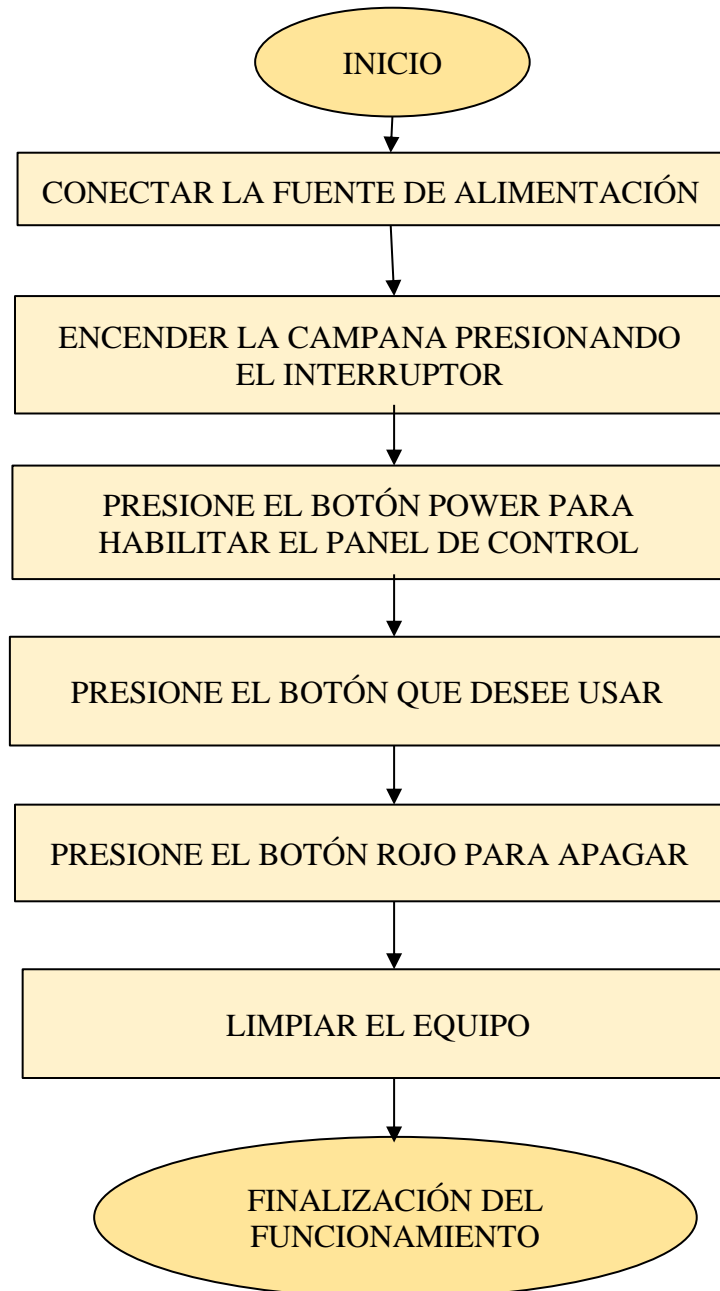 INICIO
CONECTAR LA FUENTE DE ALIMENTACIÓN
ENCENDER LA CAMPANA PRESIONANDO
EL INTERRUPTOR
PRESIONE EL BOTÓN POWER PARA
HABILITAR EL PANEL DE CONTROL
PRESIONE EL BOTÓN QUE DESEE USAR
PRESIONE EL BOTÓN ROJO PARA APAGAR
LIMPIAR EL EQUIPO
FINALIZACIÓN DEL
FUNCIONAMIENTO